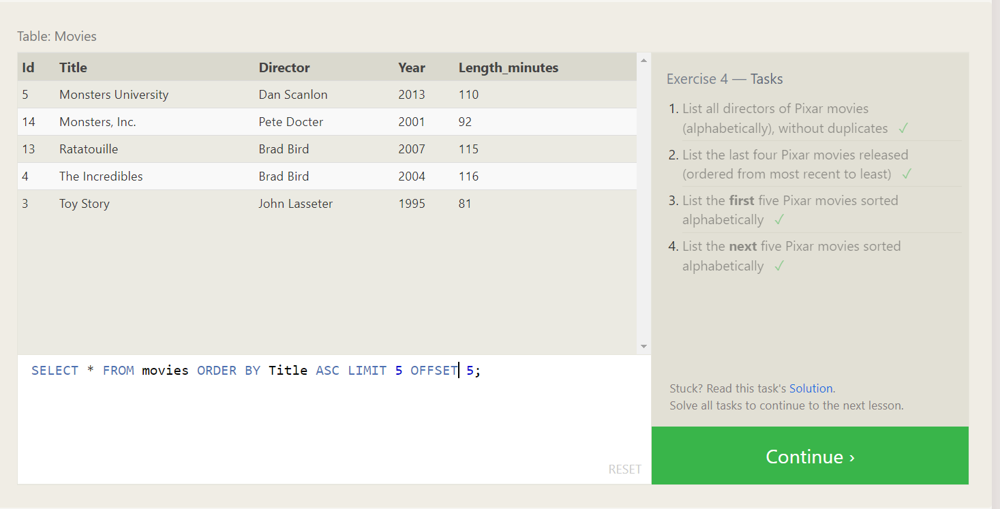 Table: Movies
Id Title Director Year Length_minutes
5 Monsters University Dan Scanlon 2013 110
14 Monsters, Inc. Pete Docter 2001 92
13 Ratatouille Brad Bird 2007 115
4 The Incredibles Brad Bird 2004 116
3 Toy Story John Lasseter 1995 81
SELECT * FROM movies ORDER BY Title ASC LIMIT 5 OFFSET 5;
RESET
Exercise 4 — Tasks
1. List all directors of Pixar movies
(alphabetically), without duplicates ✓
2. List the last four Pixar movies released
(ordered from most recent to least) ✓
3. List the first five Pixar movies sorted
alphabetically ✓
4. List the next five Pixar movies sorted
alphabetically ✓
Stuck? Read this task's Solution.
Solve all tasks to continue to the next lesson.
Continue ›